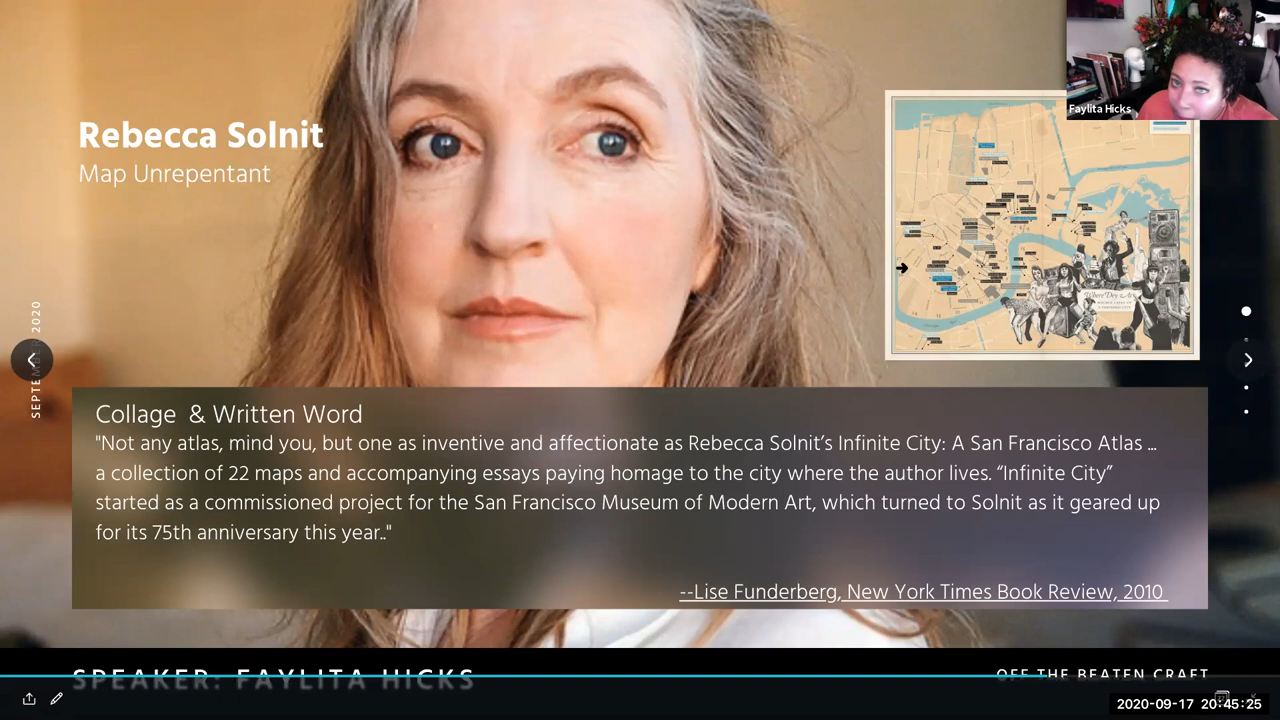 Faylita Hicks
Rebecca Solnit
Map Unrepentant
SEPTEMBER 2020
Collage & Written Word
"Not any atlas, mind you, but one as inventive and affectionate as Rebecca Solnit’s Infinite City: A San Francisco Atlas ...
a collection of 22 maps and accompanying essays paying homage to the city where the author lives. “Infinite City”
started as a commissioned project for the San Francisco Museum of Modern Art, which turned to Solnit as it geared up
for its 75th anniversary this year.."
--Lise Funderberg, New York Times Book Review, 2010
SPEAKER: FAYLITA HICKS
OFF THE BEATEN CRAFT
2020-09-17 20:45:25